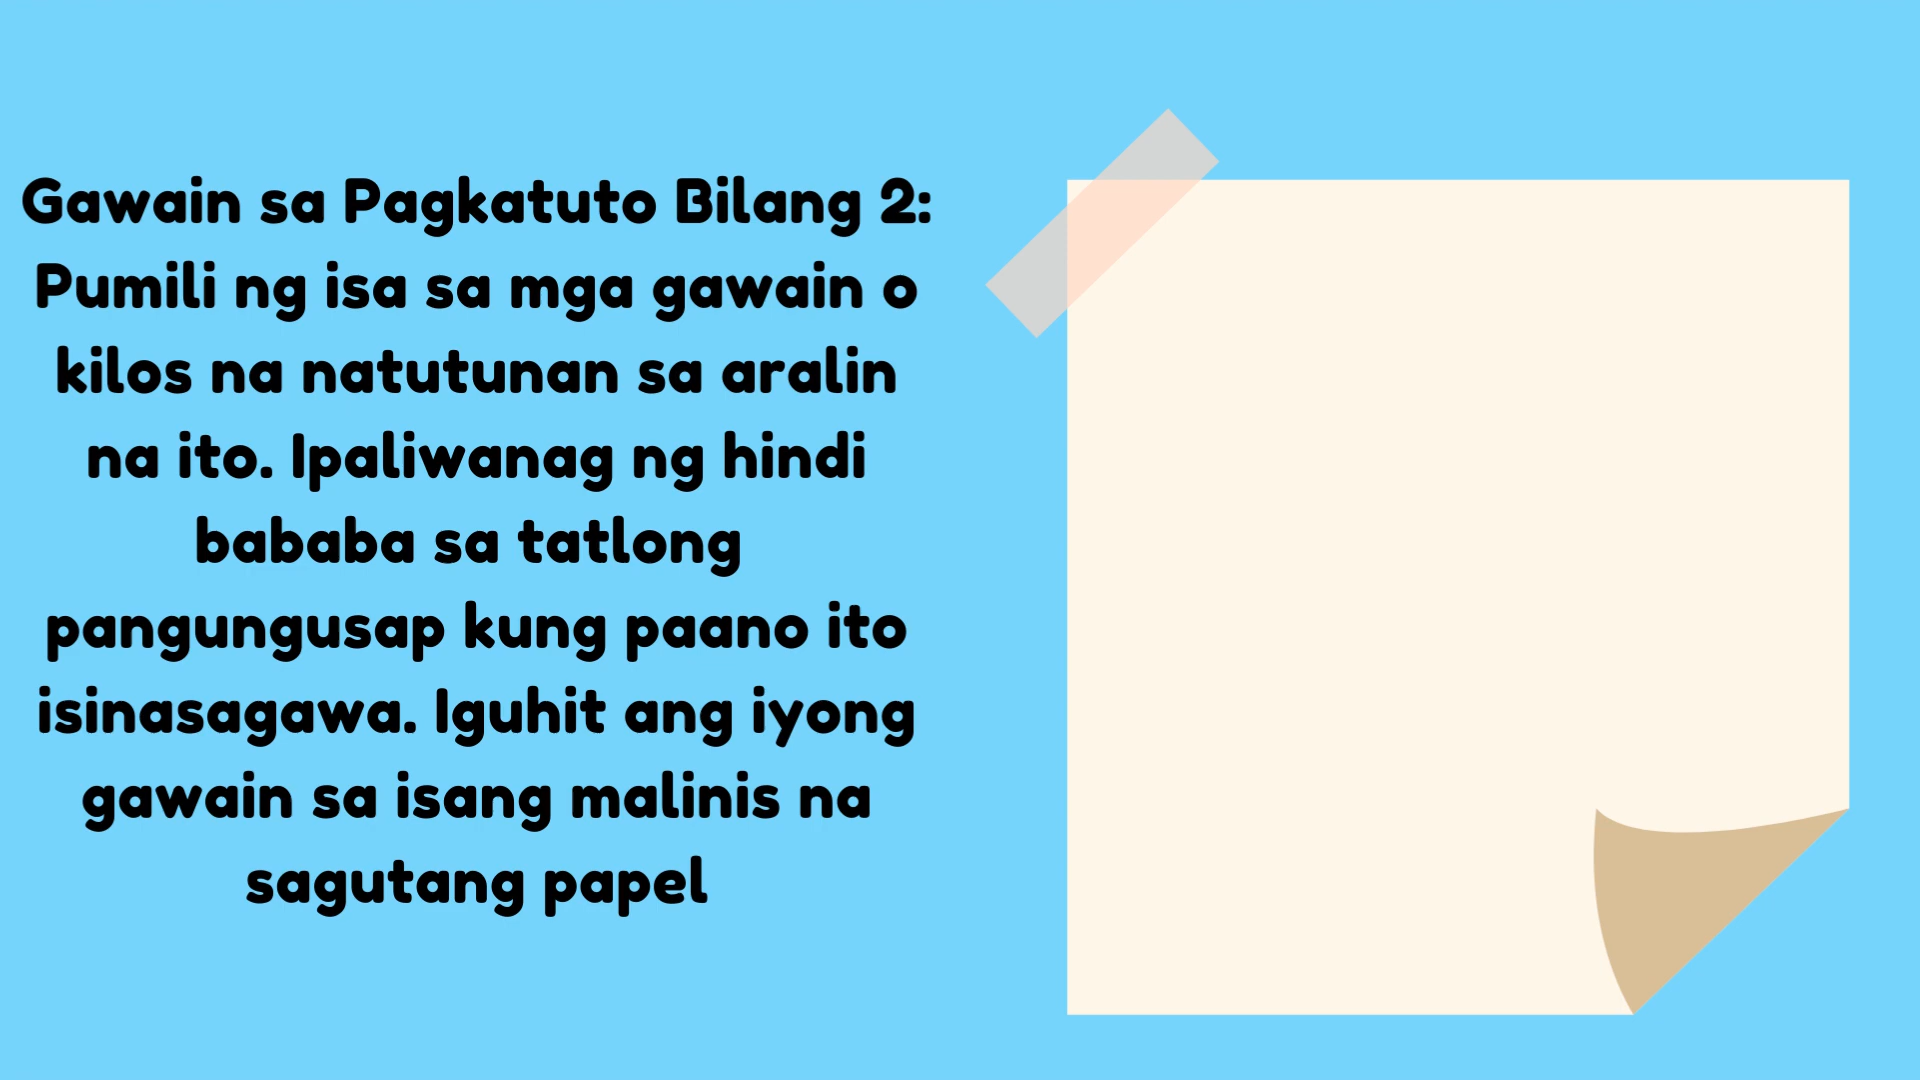 Gawain sa Pagkatuto Bilang 2:
Pumili ng isa sa mga gawain o
kilos na natutunan sa aralin
na ito. Ipaliwanag ng hindi
bababa sa tatlong
pangungusap kung paano ito
isinasagawa. Iguhit ang iyong
gawain sa isang malinis na
sagutang papel